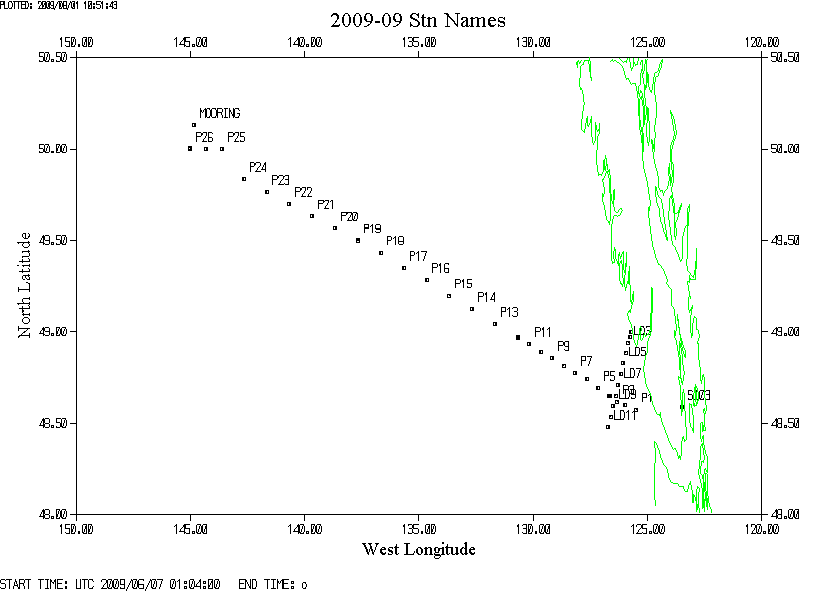 PLOTTED: 2009/09/01 10:51:43
2009-09 Stn Names
150.00 145.00 140.00 135.00 130.00 125.00 120.00
50.50 50.50
MOORING
50.00 P26 P25 50.00
P24
P23
P22
P21
P20
49.50 P19 49.50
P18
P17
P16
P15
P14
P13
North Latitude
49.00 P11 LD3 49.00
P9 LD5
P7 LD7
P5 LD9 P1 SI03
48.50 LD11 48.50
48.00 48.00
150.00 145.00 140.00 135.00 130.00 125.00 120.00
West Longitude
START TIME: UTC 2009/06/07 01:04:00 END TIME: o